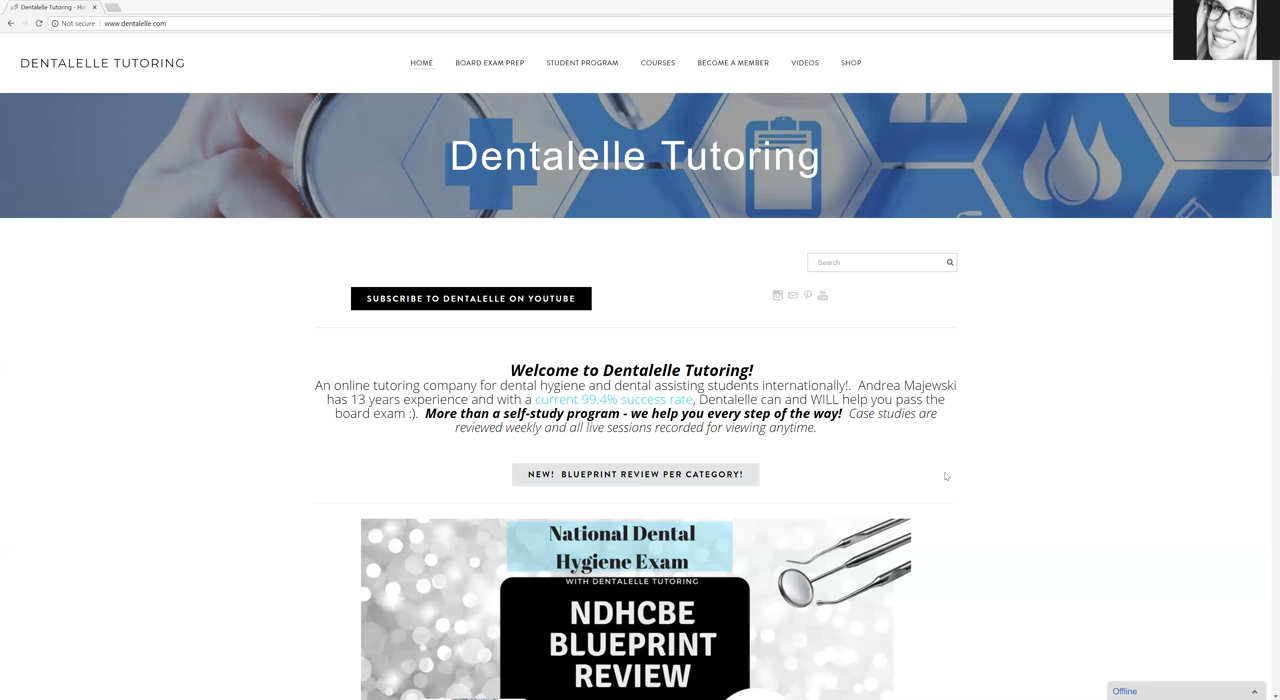 Dentalelle Tutoring - Ho
Not secure www.dentalelle.com
DENTALELLE TUTORING
HOME BOARD EXAM PREP STUDENT PROGRAM COURSES BECOME A MEMBER VIDEOS SHOP
Dentalelle Tutoring
Search
SUBSCRIBE TO DENTALELLE ON YOUTUBE
Welcome to Dentalelle Tutoring!
An online tutoring company for dental hygiene and dental assisting students internationally!. Andrea Majewski
has 13 years experience and with a current 99.4% success rate, Dentalelle can and WILL help you pass the
board exam :). More than a self-study program - we help you every step of the way! Case studies are
reviewed weekly and all live sessions recorded for viewing anytime.
NEW! BLUEPRINT REVIEW PER CATEGORY!
National Dental
Hygiene Exam
WITH DENTALELLE TUTORING
NDHCBE
BLUEPRINT
REVIEW
Offline